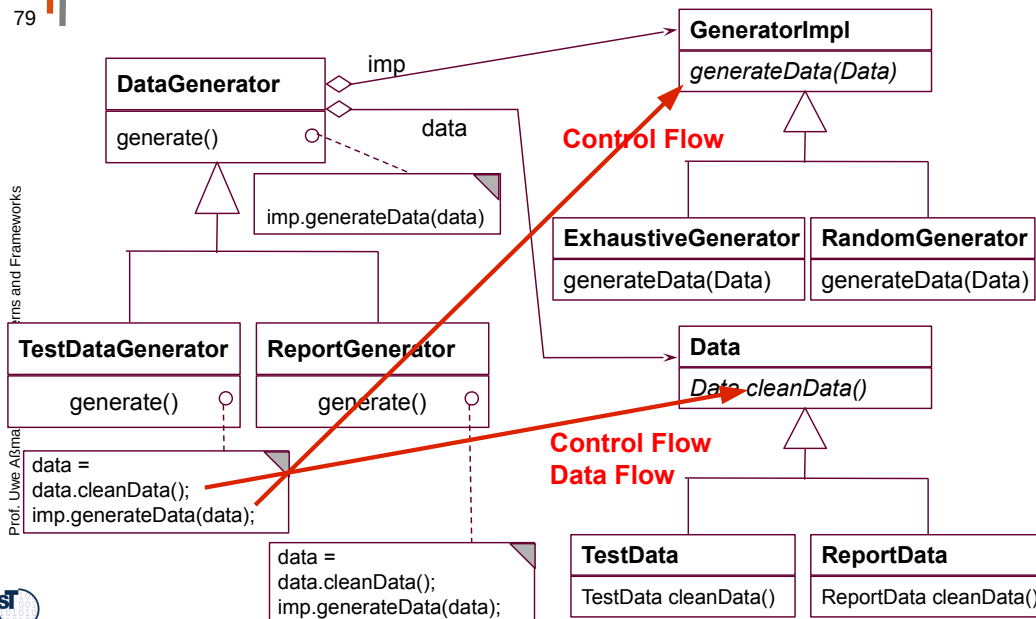 79
GeneratorImpl
generateData(Data)
imp
DataGenerator
generate()
data
Control Flow
imp.generateData(data)
ExhaustiveGenerator
generateData(Data)
RandomGenerator
generateData(Data)
TestDataGenerator
generate()
ReportGenerator
generate()
Data
Data cleanData()
Control Flow
Data Flow
data =
data.cleanData();
imp.generateData(data);
data =
data.cleanData();
imp.generateData(data);
TestData
TestData cleanData()
ReportData
ReportData cleanData()
Prof. Uwe Aßma
erns and Frameworks
sT